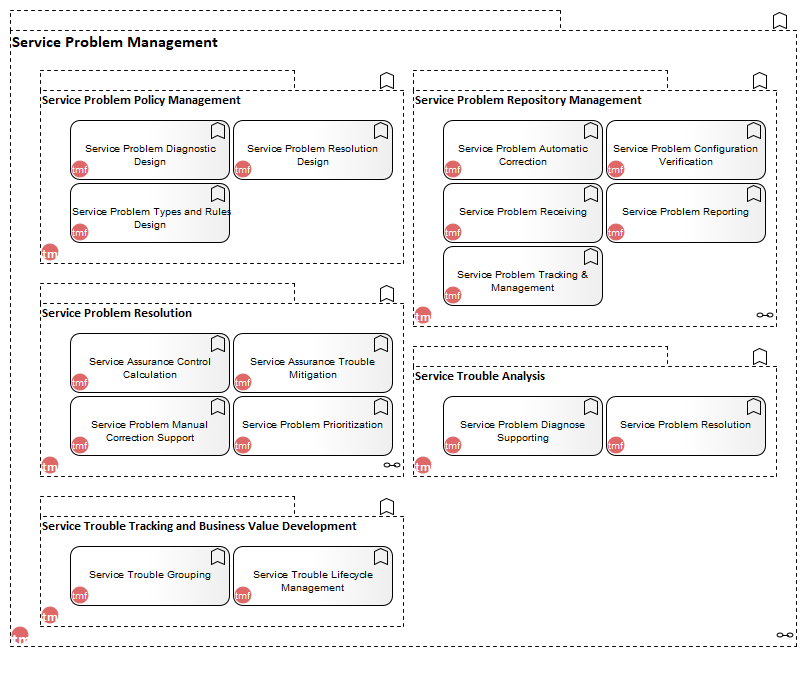 Service Problem Management
Service Problem Policy Management
Service Problem Diagnostic
Design
tmf
Service Problem Resolution
Design
tmf
Service Problem Types and Rules
Design
tmf
tm
Service Problem Repository Management
Service Problem Automatic
Correction
tmf
Service Problem Configuration
Verification
tmf
Service Problem Receiving
tmf
Service Problem Reporting
tmf
Service Problem Tracking &
Management
tmf
tm
Service Problem Resolution
Service Assurance Control
Calculation
tmf
Service Assurance Trouble
Mitigation
tmf
Service Problem Manual
Correction Support
tmf
Service Problem Prioritization
tmf
tm
Service Trouble Analysis
Service Problem Diagnose
Supporting
tmf
Service Problem Resolution
tmf
tm
Service Trouble Tracking and Business Value Development
Service Trouble Grouping
tmf
Service Trouble Lifecycle
Management
tmf
tm
tm